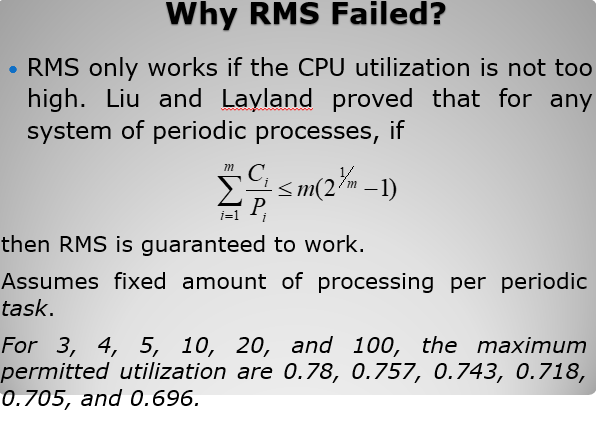 Why RMS Failed?
• RMS only works if the CPU utilization is not too
high. Liu and Layland proved that for any
system of periodic processes, if
\sum_{i=1}^{m} \frac{C_i}{P_i} \leq m(2^{1/m} - 1)
then RMS is guaranteed to work.
Assumes fixed amount of processing per periodic
task.
For 3, 4, 5, 10, 20, and 100, the maximum
permitted utilization are 0.78, 0.757, 0.743, 0.718,
0.705, and 0.696.